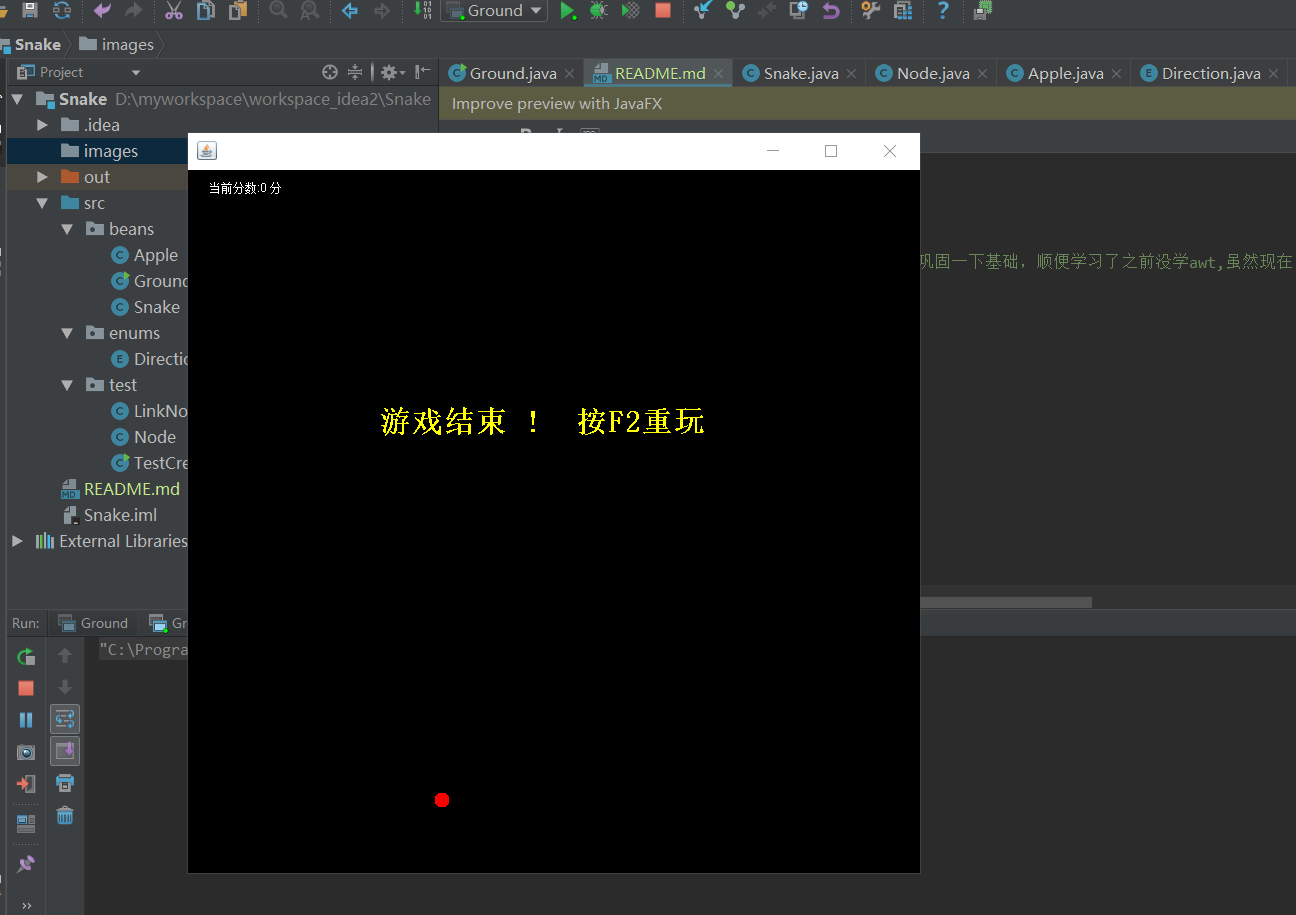 Ground
Snake images
Project
Ground.java README.md Snake.java Node.java Apple.java Direction.java
Snake D:\myworkspace\workspace_idea2\Snake
Improve preview with JavaFX
.idea
images
out
当前分数:0 分
src
beans
Apple
巩固一下基础，顺便学习了之前没学awt,虽然现在
Ground
Snake
enums
Directio
test
LinkNo
游戏结束 ! 按F2重玩
Node
TestCre
README.md
Snake.iml
External Libraries
Run: Ground Gr
"C:\Progra